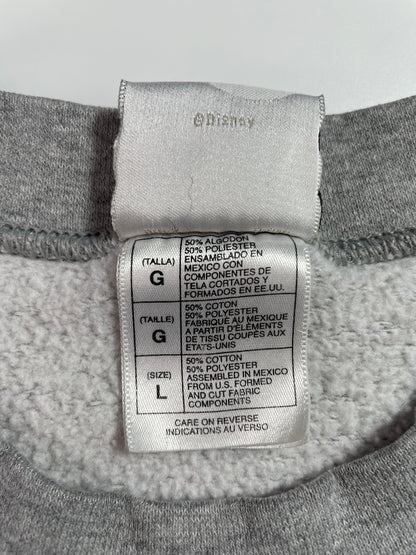 ©Disney
50% ALGODON
50% POLIESTER
(TALLA) G
ENSAMBLADO EN
MEXICO CON
COMPONENTES DE
TELA CORTADOS Y
FORMADOS EN EE.UU.
(TAILLE) G
50% COTON
50% POLYESTER
FABRIQUÉ AU MEXIQUE
A PARTIR D'ÉLÉMENTS
DE TISSU COUPÉS AUX
ETATS-UNIS
(SIZE) L
50% COTTON
50% POLYESTER
ASSEMBLED IN MEXICO
FROM U.S. FORMED
AND CUT FABRIC
COMPONENTS
CARE ON REVERSE
INDICATIONS AU VERSO